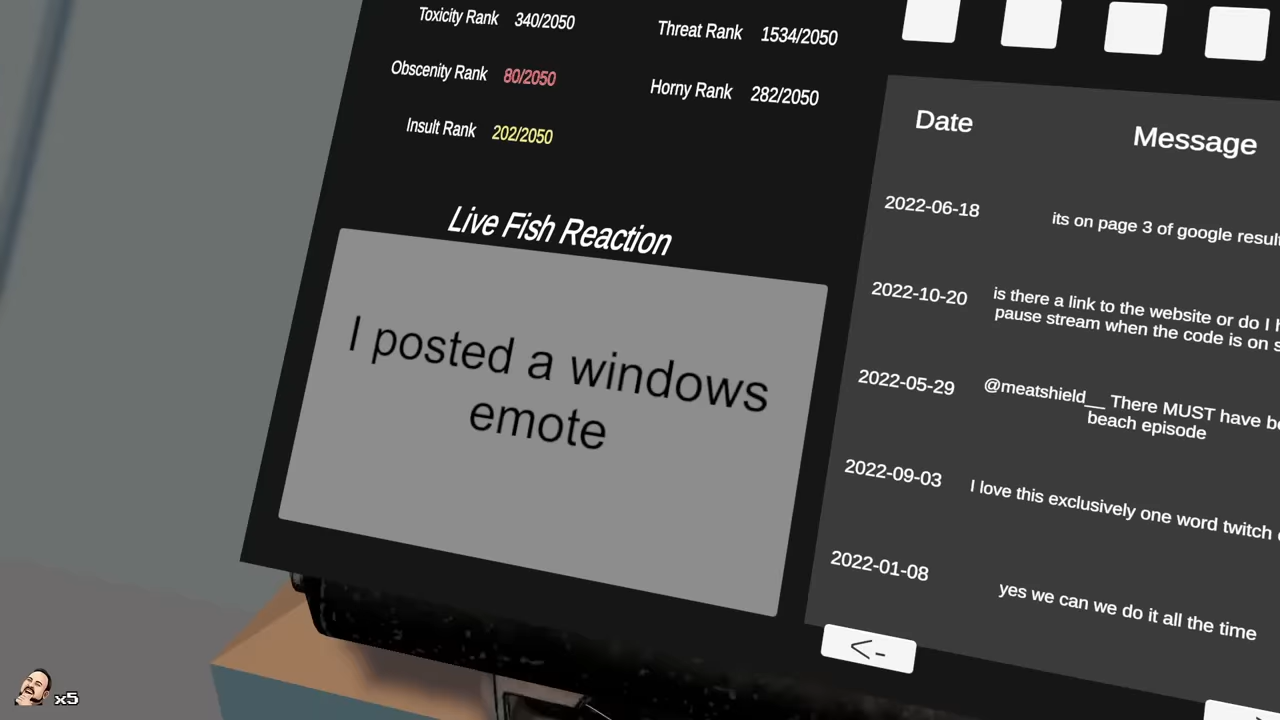 Toxicity Rank 340/2050
Threat Rank 1534/2050
Obscenity Rank 80/2050
Horny Rank 282/2050
Insult Rank 202/2050
Live Fish Reaction
I posted a windows
emote
Date Message
2022-06-18 its on page 3 of google
2022-10-20 is there a link to the website or do I
pause stream when the code is on
2022-05-29 @meatshield__ There MUST have
beach episode
2022-09-03 I love this exclusively one word twitch
2022-01-08 yes we can we do it all the time
<-
x5